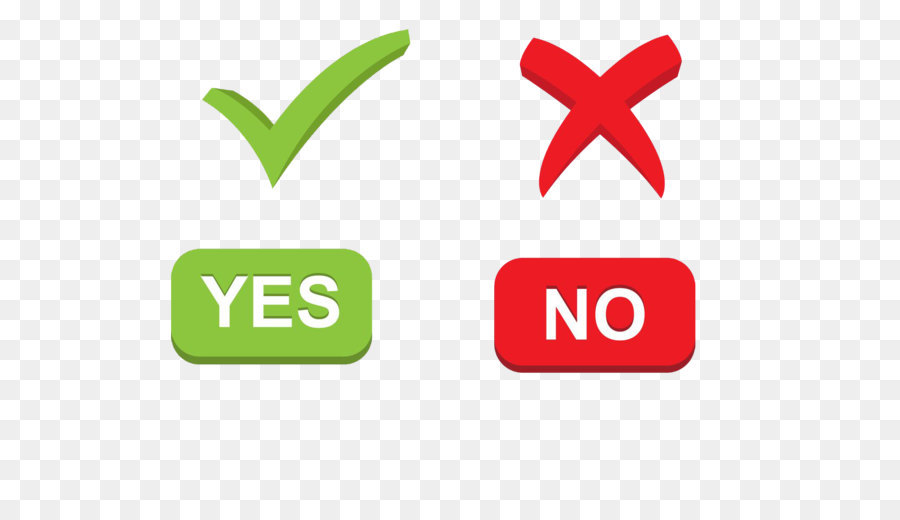 YES
NO